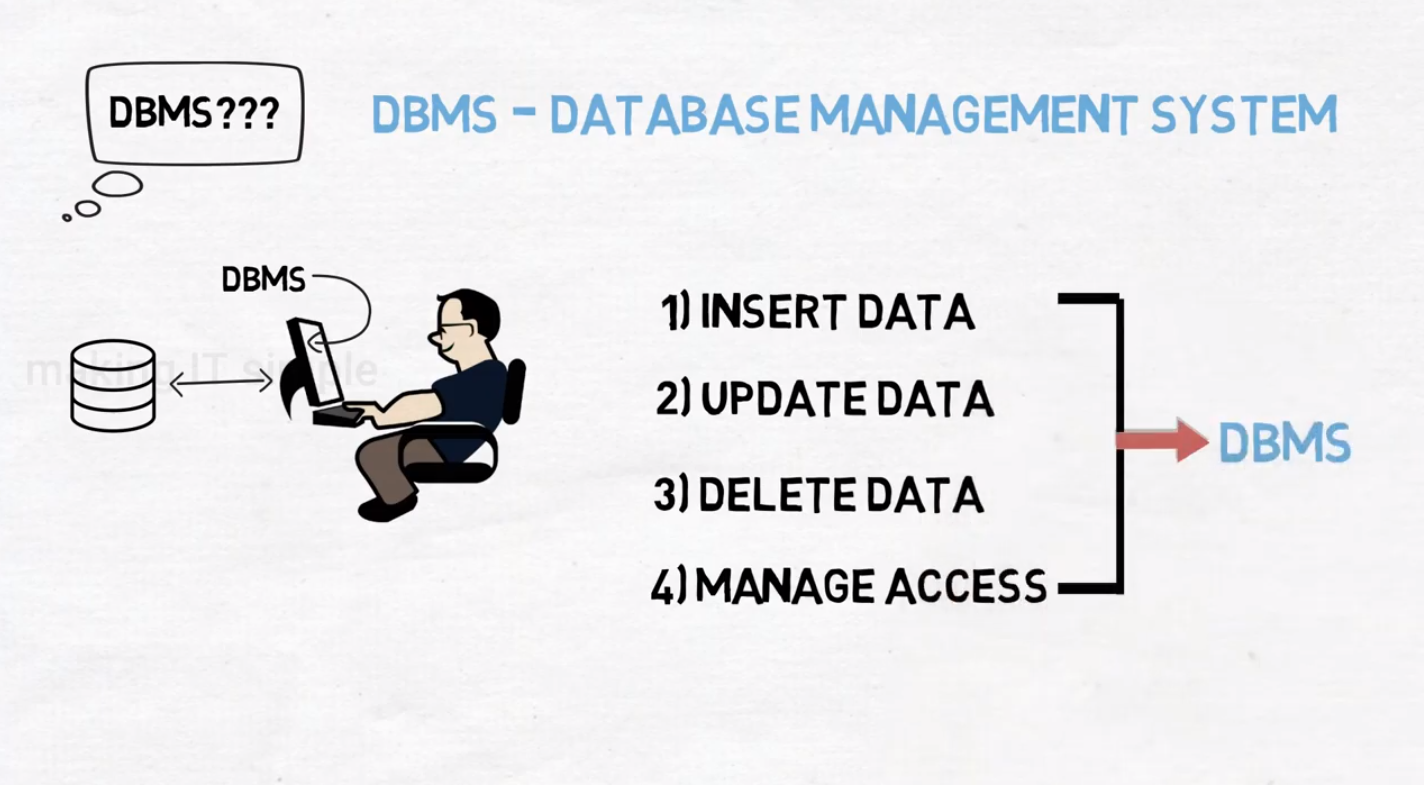 DBMS???
DBMS - DATABASE MANAGEMENT SYSTEM
DBMS
making IT simple
1) INSERT DATA
2) UPDATE DATA
3) DELETE DATA
4) MANAGE ACCESS
DBMS